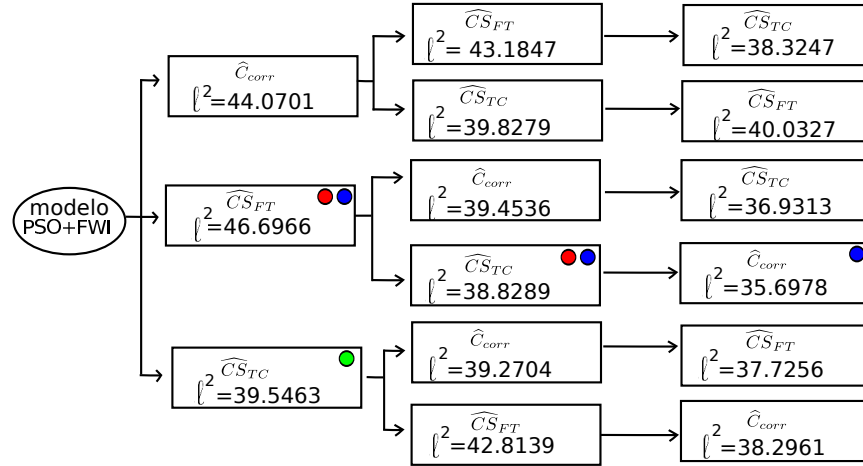 modelo
PSO+FWI
Ĉ_corr
ℓ²=44.0701
ĈS_FT
ℓ²= 43.1847
ĈS_TC
ℓ²=38.3247
ĈS_TC
ℓ²=39.8279
ĈS_FT
ℓ²=40.0327
ĈS_FT
ℓ²=46.6966
Ĉ_corr
ℓ²=39.4536
ĈS_TC
ℓ²=36.9313
ĈS_TC
ℓ²=38.8289
Ĉ_corr
ℓ²=35.6978
ĈS_TC
ℓ²=39.5463
Ĉ_corr
ℓ²=39.2704
ĈS_FT
ℓ²=37.7256
ĈS_FT
ℓ²=42.8139
Ĉ_corr
ℓ²=38.2961